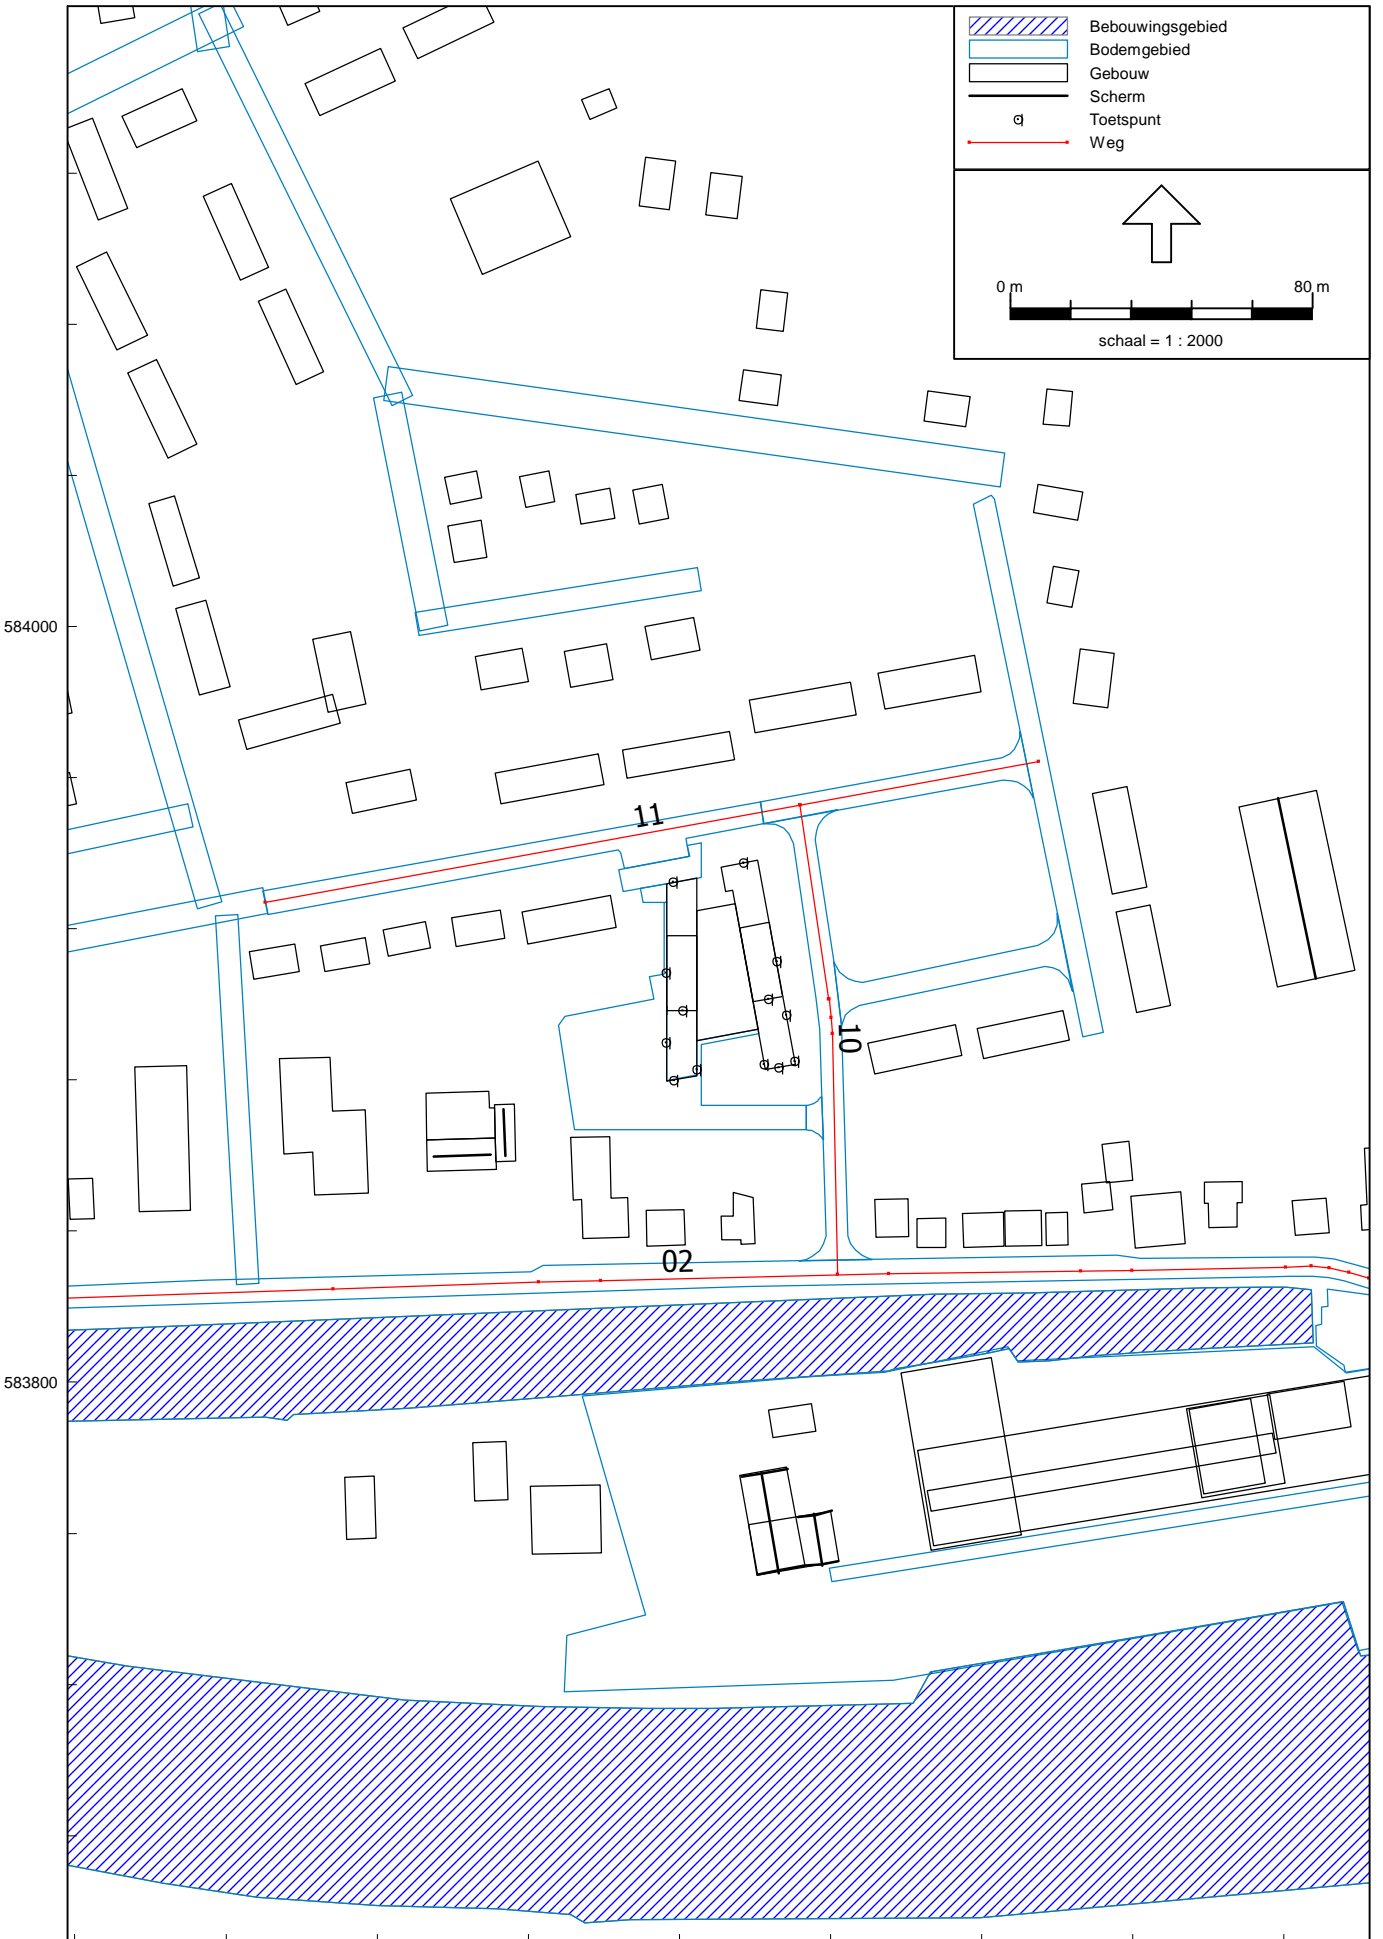 Bebouwingsgebied
Bodemgebied
Gebouw
Scherm
Toetspunt
Weg
0 m 80 m
schaal = 1 : 2000
584000
11
10
02
583800